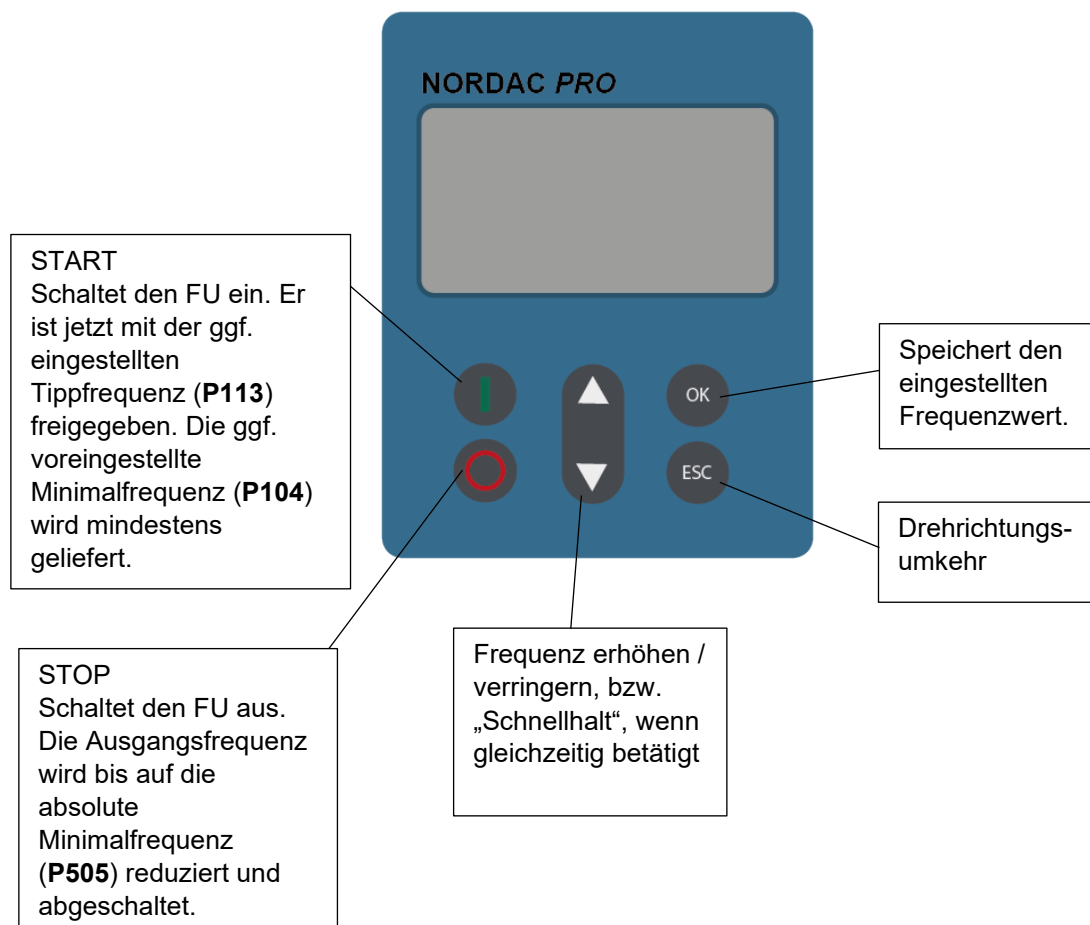 NORDAC PRO
START
Schaltet den FU ein. Er
ist jetzt mit der ggf.
eingestellten
Tippfrequenz (P113)
freigegeben. Die ggf.
voreingestellte
Minimalfrequenz (P104)
wird mindestens
geliefert.
OK
ESC
Speichert den
eingestellten
Frequenzwert.
Drehrichtungs-
umkehr
Frequenz erhöhen /
verringern, bzw.
„Schnellhalt“, wenn
gleichzeitig betätigt
STOP
Schaltet den FU aus.
Die Ausgangsfrequenz
wird bis auf die
absolute
Minimalfrequenz
(P505) reduziert und
abgeschaltet.